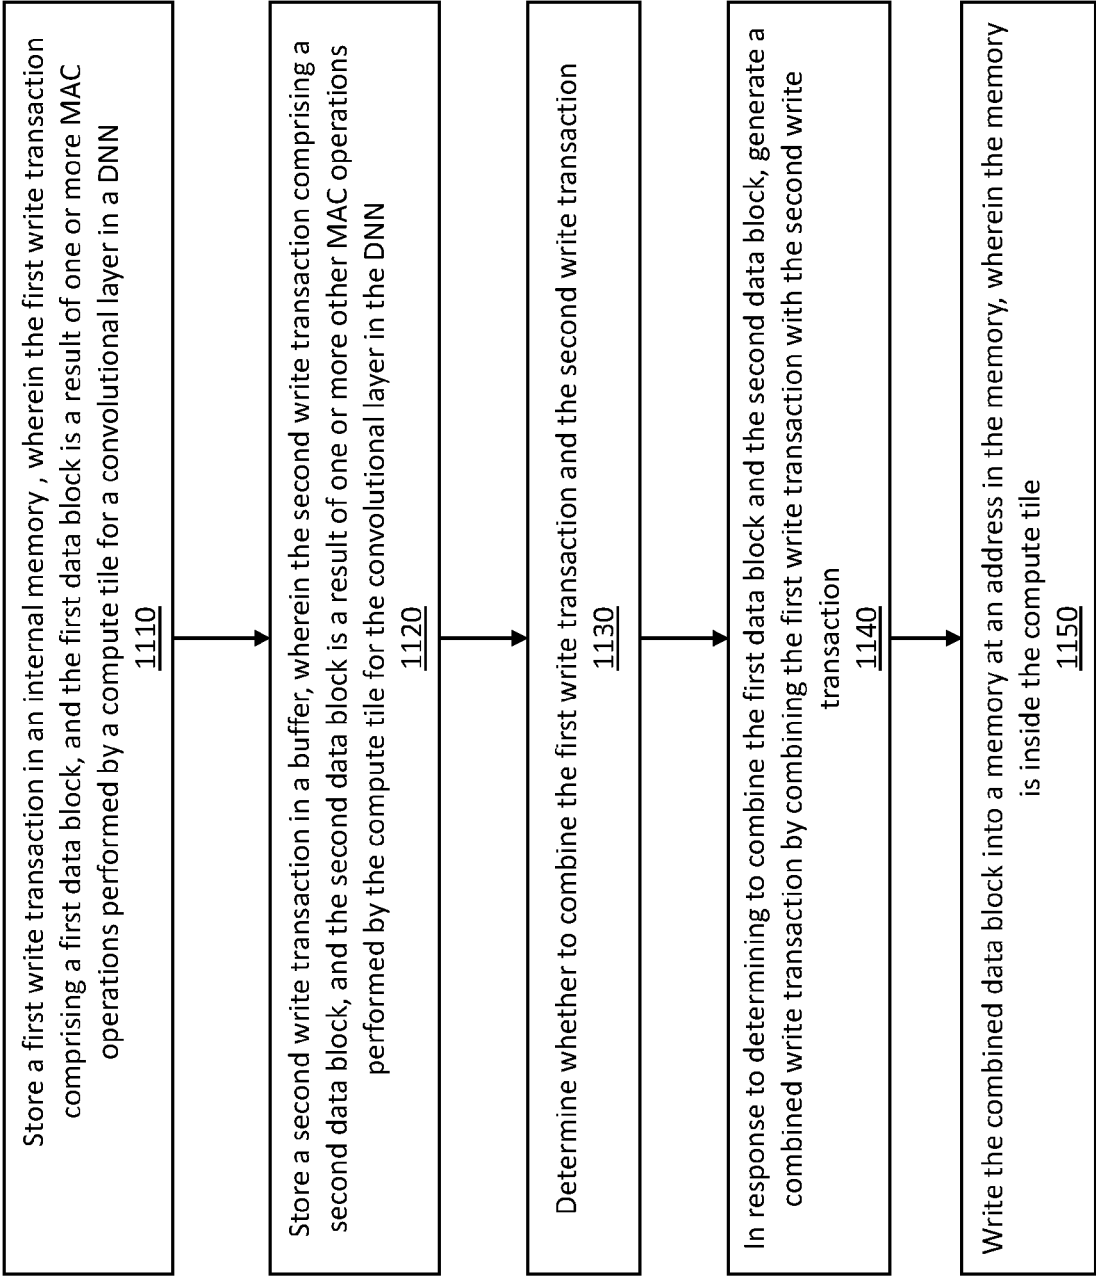 Store a first write transaction in an internal memory , wherein the first write transaction
comprising a first data block, and the first data block is a result of one or more MAC
operations performed by a compute tile for a convolutional layer in a DNN
1110
Store a second write transaction in a buffer, wherein the second write transaction comprising a
second data block, and the second data block is a result of one or more other MAC operations
performed by the compute tile for the convolutional layer in the DNN
1120
Determine whether to combine the first write transaction and the second write transaction
1130
In response to determining to combine the first data block and the second data block, generate a
combined write transaction by combining the first write transaction with the second write
transaction
1140
Write the combined data block into a memory at an address in the memory, wherein the memory
is inside the compute tile
1150